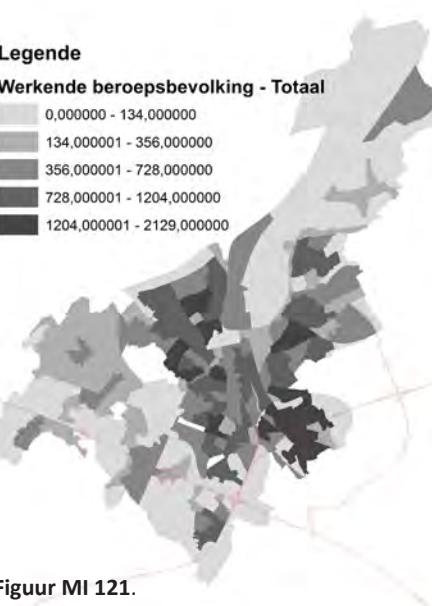 Legende
Werkende beroepsbevolking - Totaal
0,000000 - 134,000000
134,000001 - 356,000000
356,000001 - 728,000000
728,000001 - 1204,000000
1204,000001 - 2129,000000
Figuur MI 121.